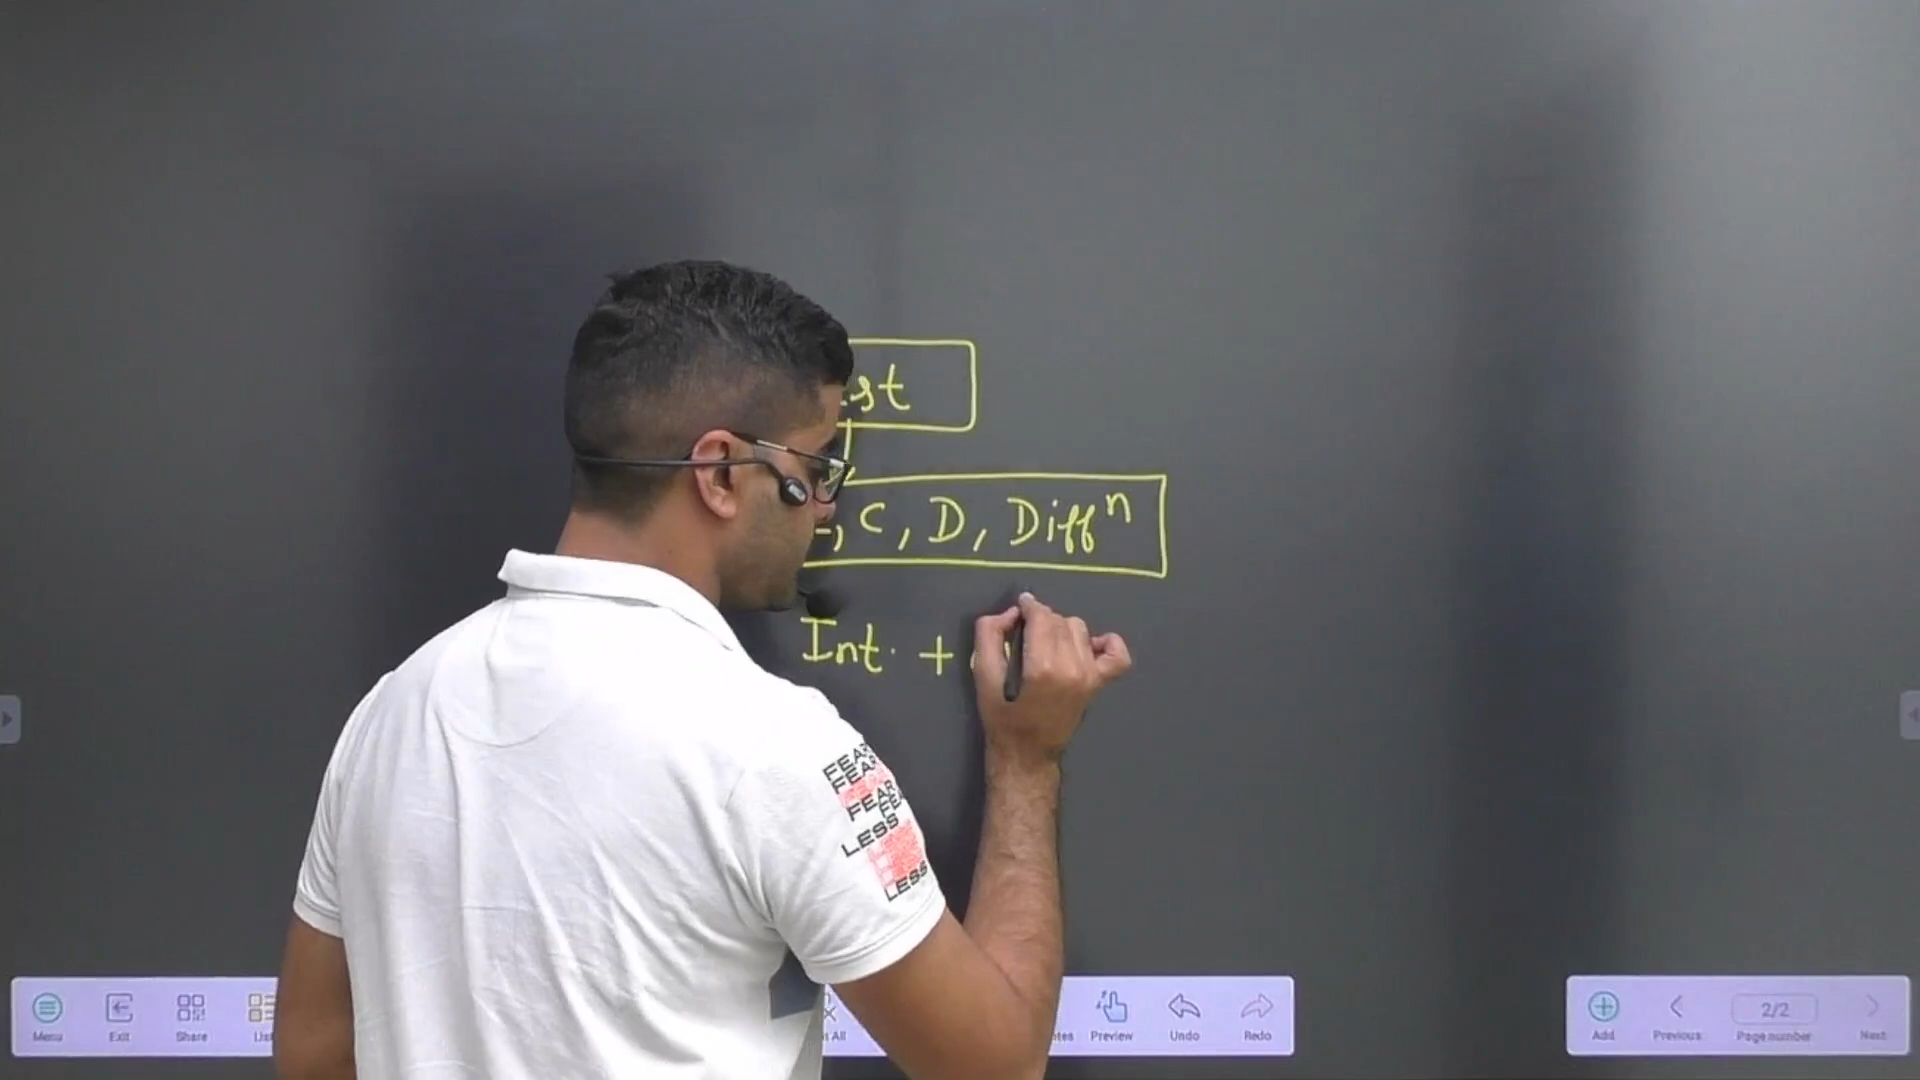 C, D, Diffⁿ
Int. +
FEAR
FEAR
FEAR
LESS
LESS
Menu
Exit
Share
All
Preview
Undo
Redo
Add
Previous
2/2
Page number
Next